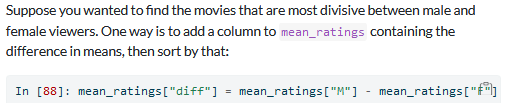 Suppose you wanted to find the movies that are most divisive between male and
female viewers. One way is to add a column to mean_ratings containing the
difference in means, then sort by that:
In [88]: mean_ratings["diff"] = mean_ratings["M"] - mean_ratings["F"]